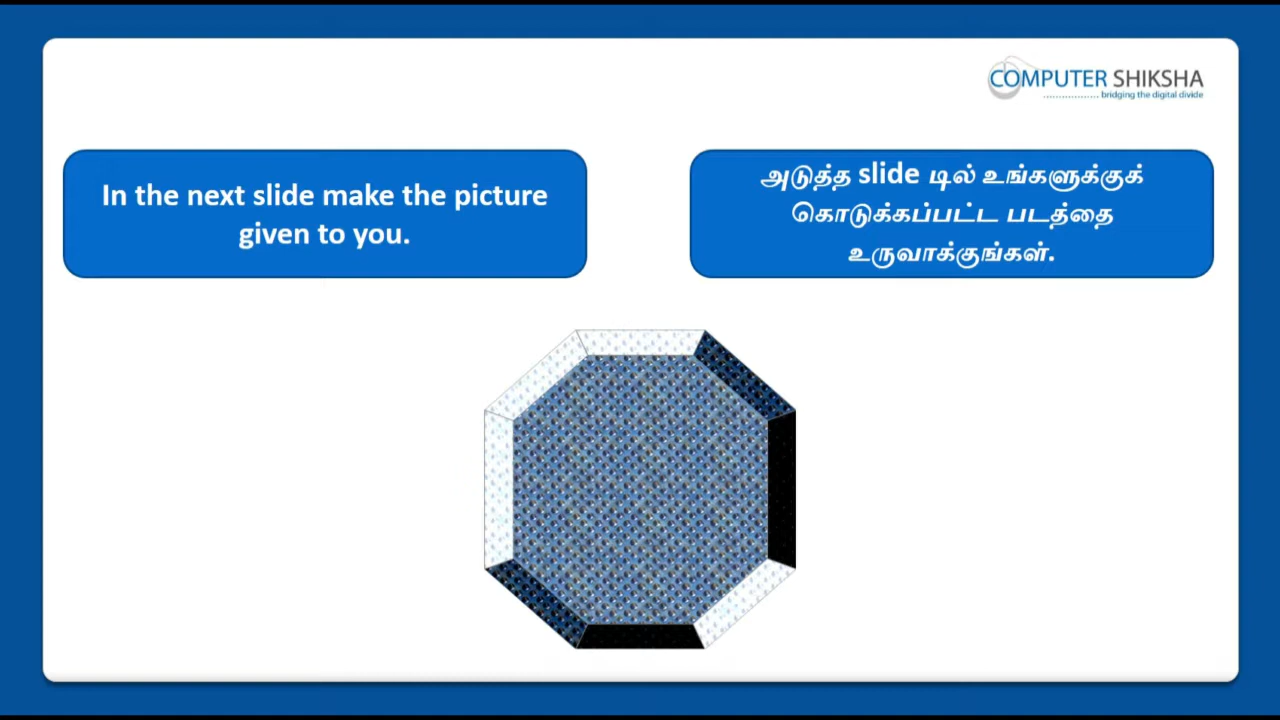 COMPUTER SHIKSHA
bridging the digital divide
In the next slide make the picture
given to you.
அடுத்த slide டில் உங்களுக்குக்
கொடுக்கப்பட்ட படத்தை
உருவாக்குங்கள்.